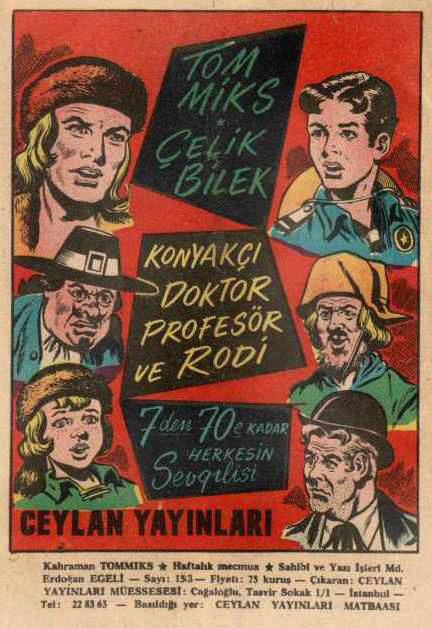 TOM
MİKS
★
ÇELİK
BİLEK
KONYAKÇI
DOKTOR
PROFESÖR
VE RODİ
7den 70e KADAR
HERKESİN
Sevgilisi
CEYLAN YAYINLARI
Kahraman TOMMIKS ★ Haftalık mecmua ★ Sahibi ve Yazı İşleri Md.
Erdoğan EGELİ — Sayı: 153 — Fiyatı: 75 kuruş — Çıkaran: CEYLAN
YAYINLARI MÜESSESESİ: Cağaloğlu, Tasvir Sokak 1/1 — İstanbul —
Tel: 22 83 63 — Basıldığı yer: CEYLAN YAYINLARI MATBAASI